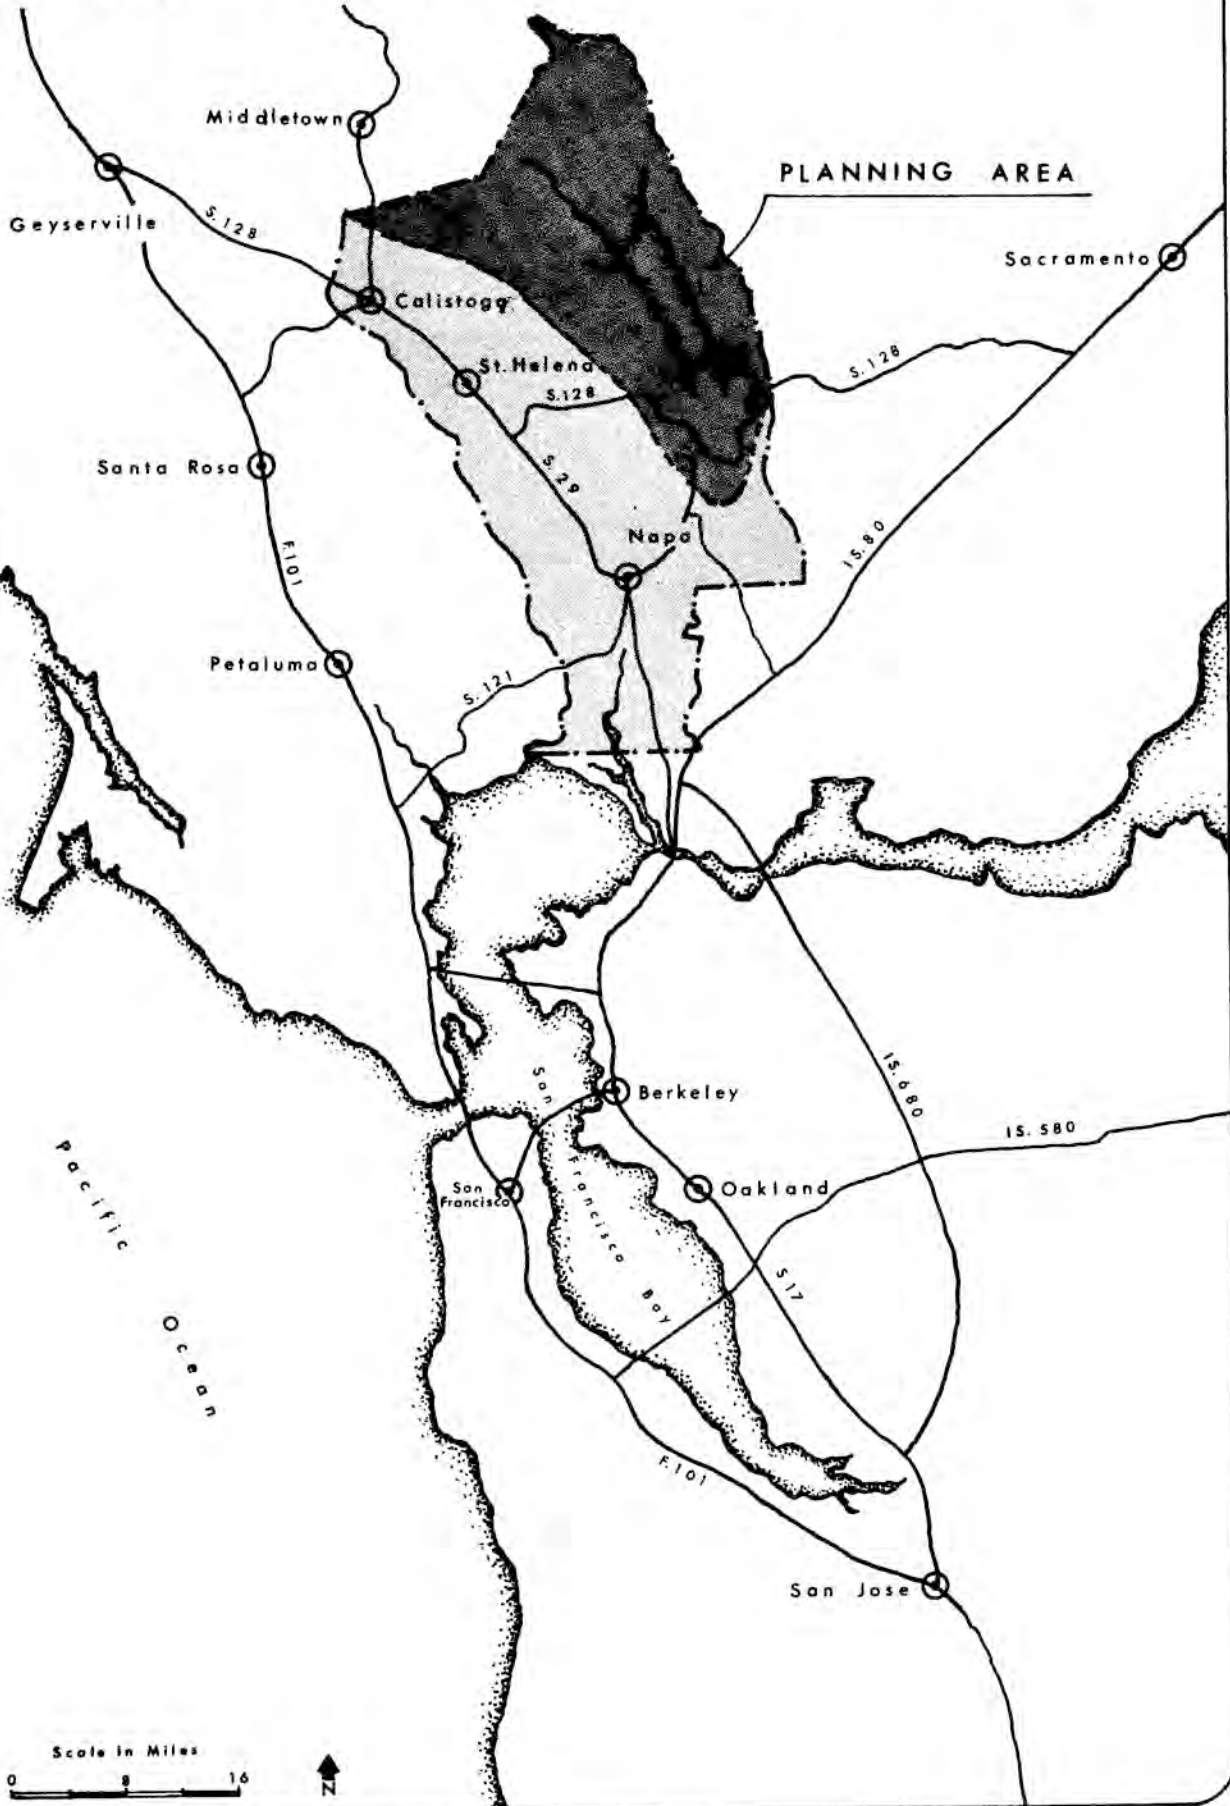 Middletown
PLANNING AREA
Geyserville
S. 128
Sacramento
Calistoga
St. Helena
S. 128
S. 128
Santa Rosa
S. 29
Napa
F. 101
IS. 80
Petaluma
S. 121
IS. 680
Berkeley
IS. 580
San Francisco Bay
Pacific Ocean
San
Francisco
Oakland
S 17
F. 101
San Jose
Scale in Miles
0 8 16
N